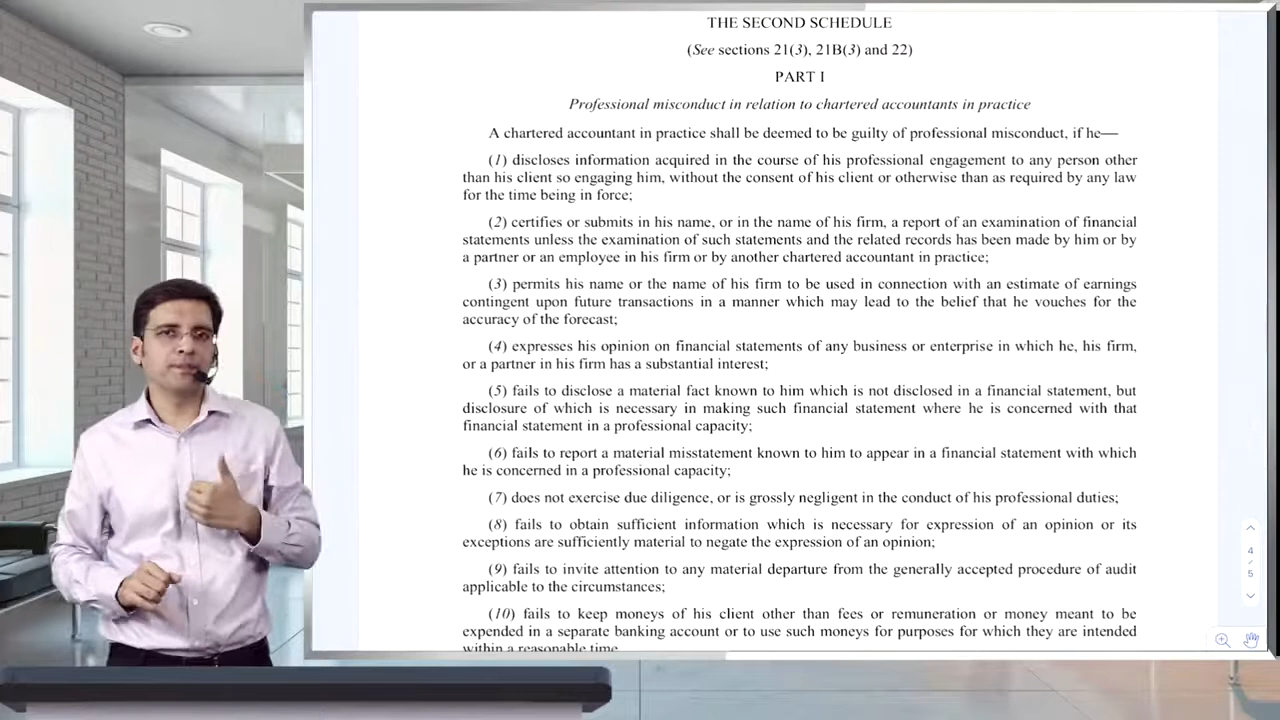 THE SECOND SCHEDULE
(See sections 21(3), 21B(3) and 22)
PART I
Professional misconduct in relation to chartered accountants in practice
A chartered accountant in practice shall be deemed to be guilty of professional misconduct, if he—
(1) discloses information acquired in the course of his professional engagement to any person other
than his client so engaging him, without the consent of his client or otherwise than as required by any law
for the time being in force;
(2) certifies or submits in his name, or in the name of his firm, a report of an examination of financial
statements unless the examination of such statements and the related records has been made by him or by
a partner or an employee in his firm or by another chartered accountant in practice;
(3) permits his name or the name of his firm to be used in connection with an estimate of earnings
contingent upon future transactions in a manner which may lead to the belief that he vouches for the
accuracy of the forecast;
(4) expresses his opinion on financial statements of any business or enterprise in which he, his firm,
or a partner in his firm has a substantial interest;
(5) fails to disclose a material fact known to him which is not disclosed in a financial statement, but
disclosure of which is necessary in making such financial statement where he is concerned with that
financial statement in a professional capacity;
(6) fails to report a material misstatement known to him to appear in a financial statement with which
he is concerned in a professional capacity;
(7) does not exercise due diligence, or is grossly negligent in the conduct of his professional duties;
(8) fails to obtain sufficient information which is necessary for expression of an opinion or its
exceptions are sufficiently material to negate the expression of an opinion;
(9) fails to invite attention to any material departure from the generally accepted procedure of audit
applicable to the circumstances;
(10) fails to keep moneys of his client other than fees or remuneration or money meant to be
expended in a separate banking account or to use such moneys for purposes for which they are intended
within a reasonable time.
4
/
5